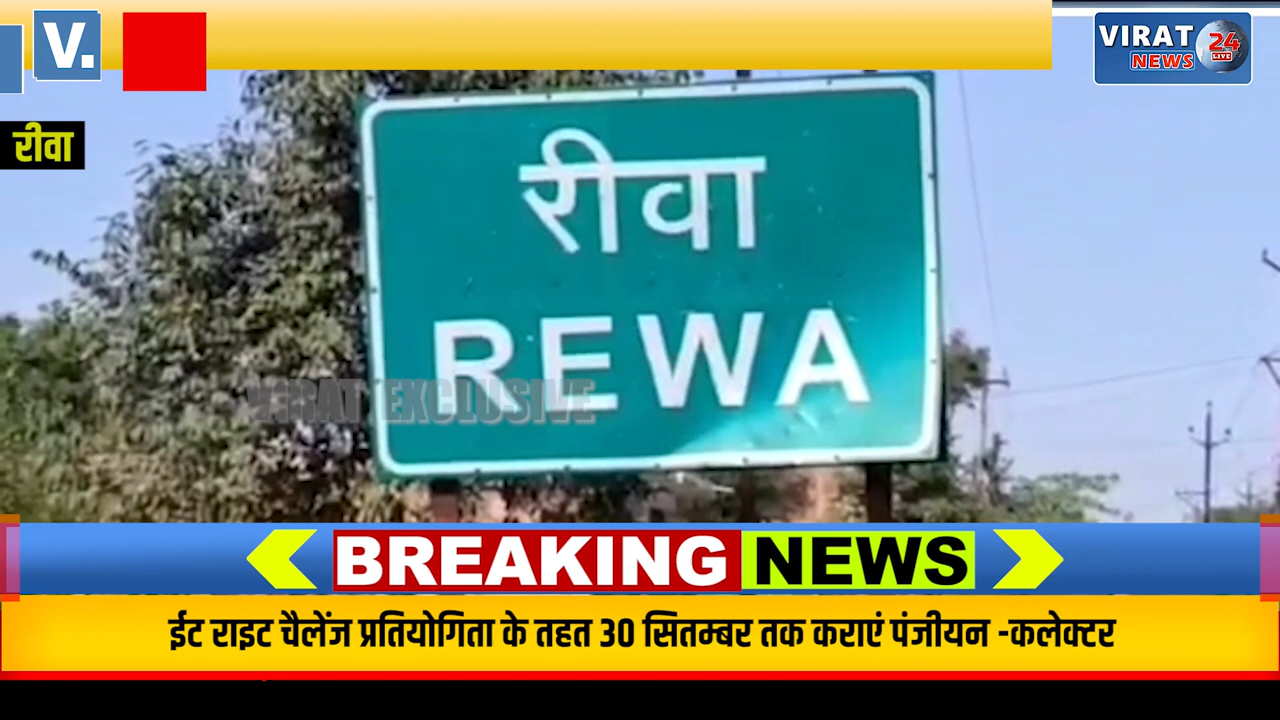 V.
VIRAT 24
NEWS LIVE
रीवा
रीवा
REWA
VIRAT EXCLUSIVE
BREAKING NEWS
ईट राइट चैलेंज प्रतियोगिता के तहत 30 सितम्बर तक कराएं पंजीयन -कलेक्टर